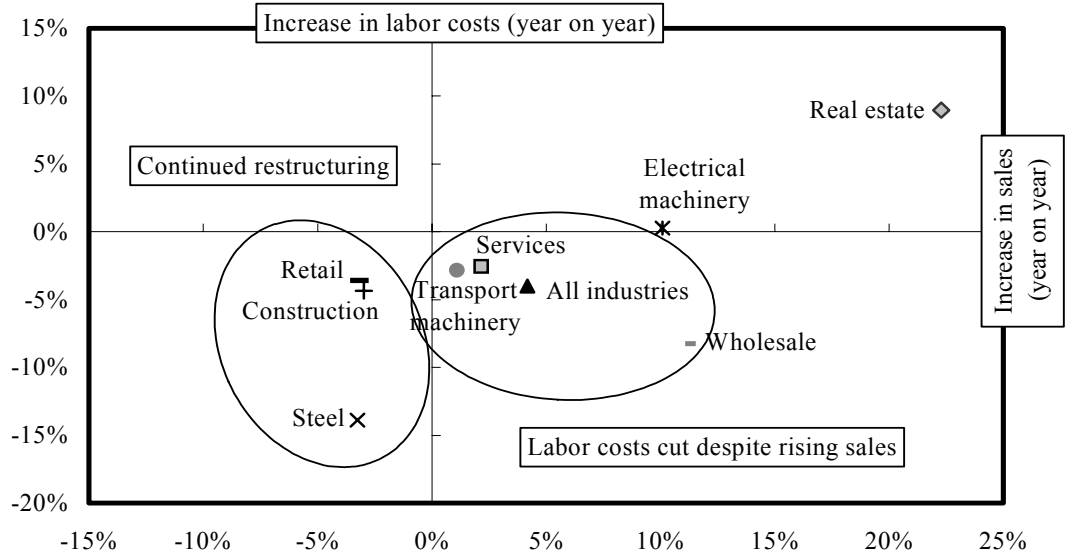 Increase in labor costs (year on year)
15%
10%
5%
0%
-5%
-10%
-15%
-20%
Real estate
Continued restructuring
Electrical
machinery
Increase in sales
(year on year)
Services
Retail
Transport
machinery
All industries
Construction
Wholesale
Steel
Labor costs cut despite rising sales
-15%
-10%
-5%
0%
5%
10%
15%
20%
25%